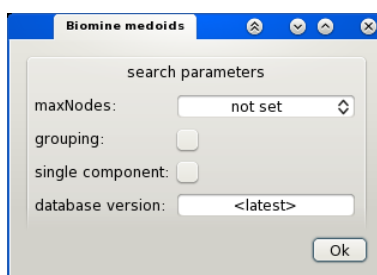 Biomine medoids
search parameters
maxNodes: not set
grouping:
single component:
database version: <latest>
Ok